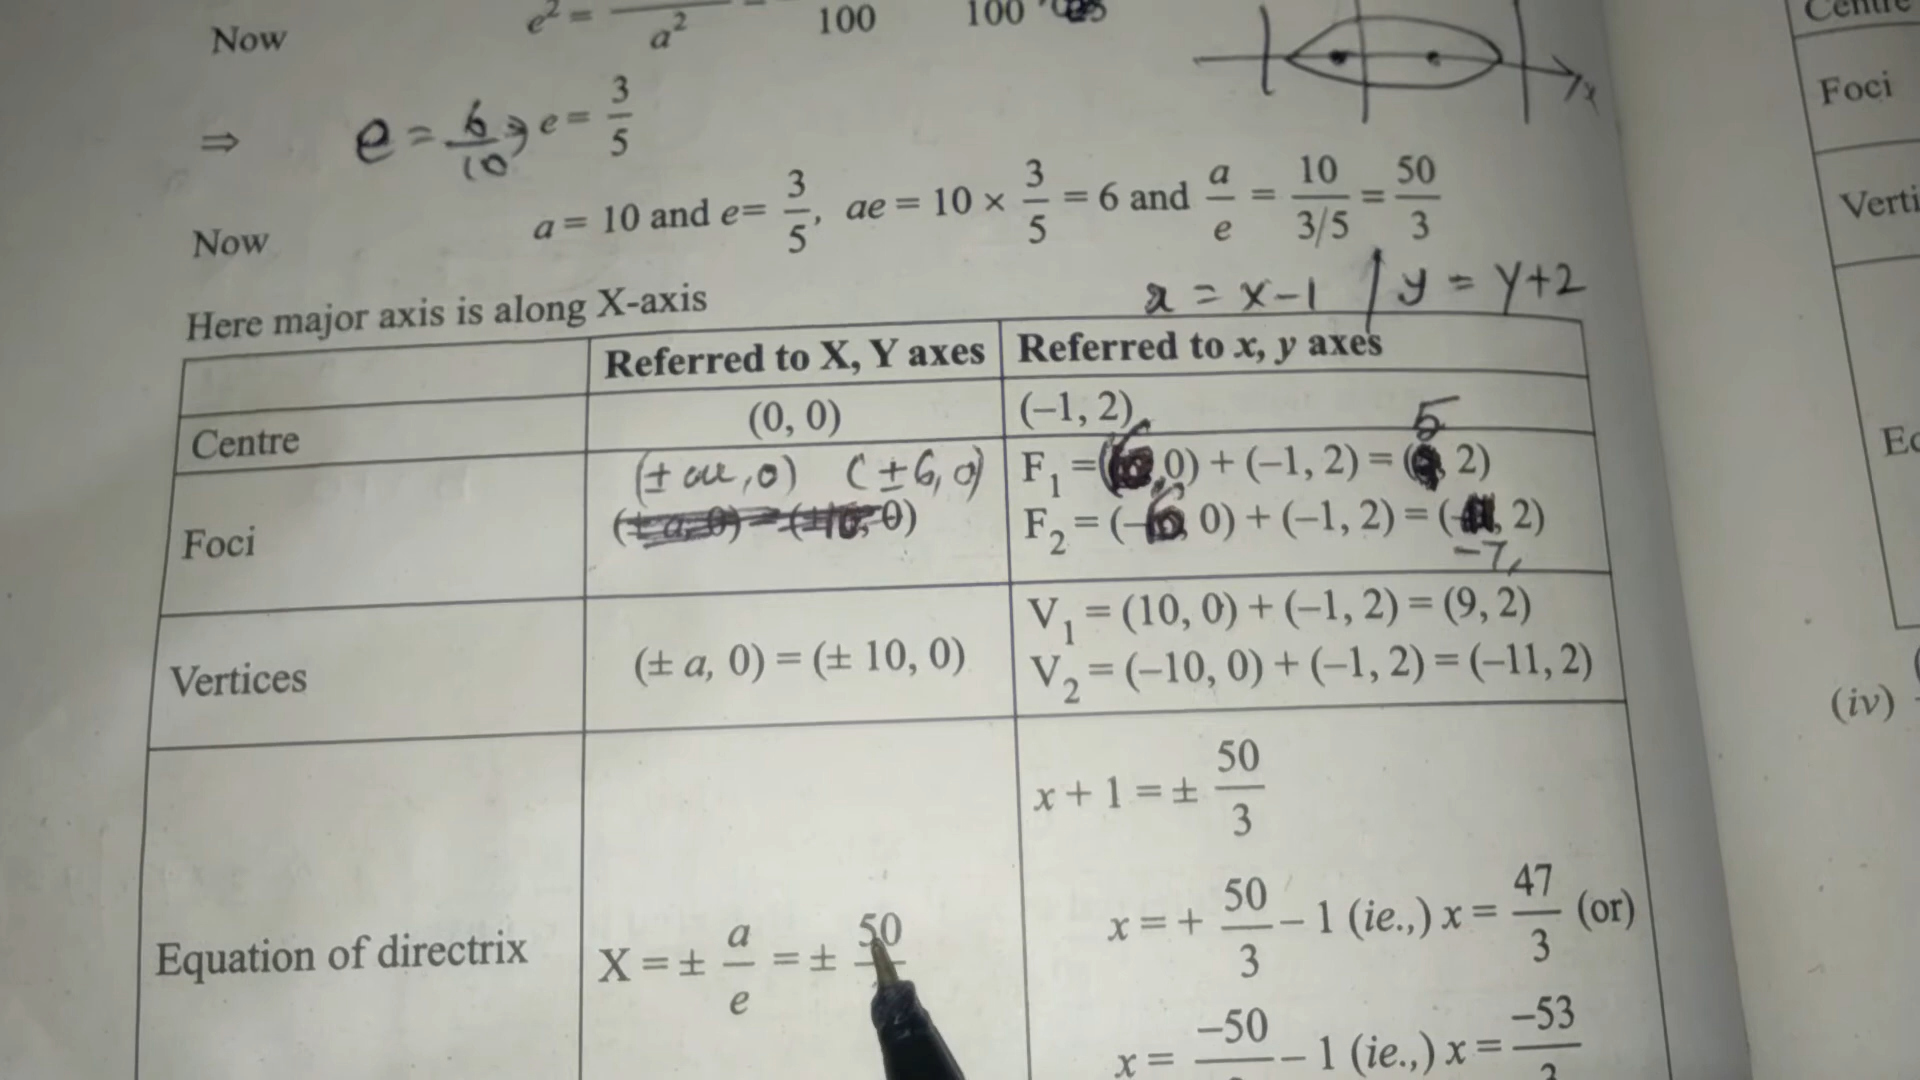 Now e² = a² 100 100
⇒ e = 6/10, e = 3/5
Now a = 10 and e = 3/5, ae = 10 × 3/5 = 6 and a/e = 10/(3/5) = 50/3
x = X-1 | y = Y+2
Here major axis is along X-axis
Referred to X, Y axes Referred to x, y axes
Centre (0, 0) (–1, 2)
Foci (± ae, 0) (±6, 0)
F₁ = (6, 0) + (–1, 2) = (5, 2)
F₂ = (–6, 0) + (–1, 2) = (-7, 2)
Vertices (± a, 0) = (± 10, 0)
V₁ = (10, 0) + (–1, 2) = (9, 2)
V₂ = (–10, 0) + (–1, 2) = (–11, 2)
Equation of directrix X = ± a/e = ± 50
x + 1 = ± 50/3
x = + 50/3 – 1 (ie.,) x = 47/3 (or)
x = –50 – 1 (ie.,) x = –53
Centre
Foci
(iv)